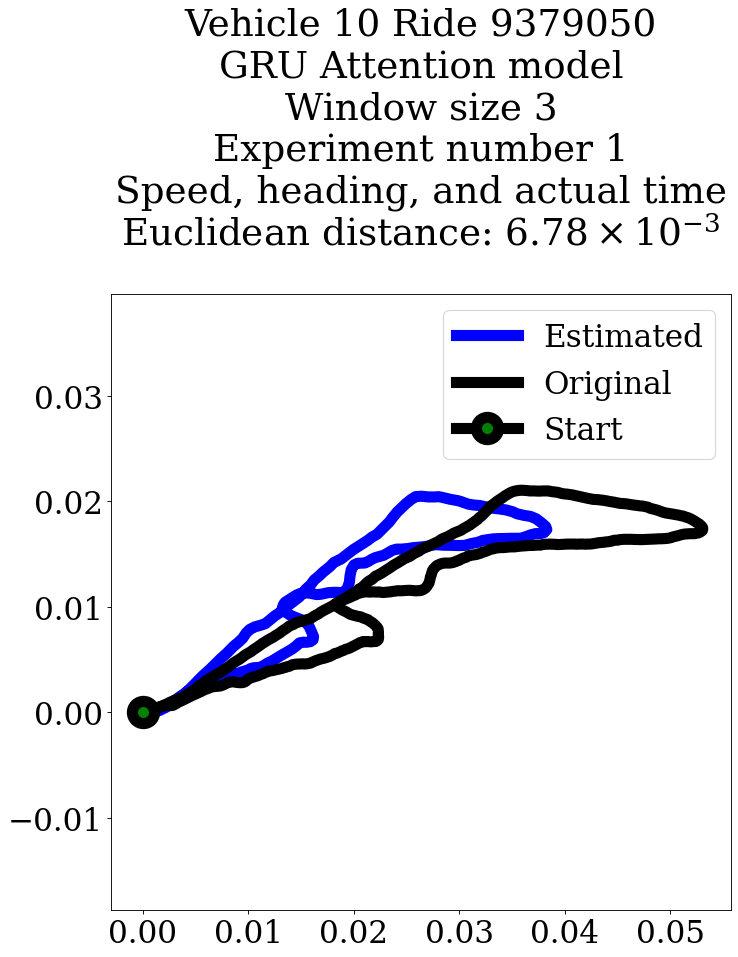 Vehicle 10 Ride 9379050
GRU Attention model
Window size 3
Experiment number 1
Speed, heading, and actual time
Euclidean distance: 6.78 × 10⁻³
Estimated
Original
Start
0.03
0.02
0.01
0.00
−0.01
0.00 0.01 0.02 0.03 0.04 0.05